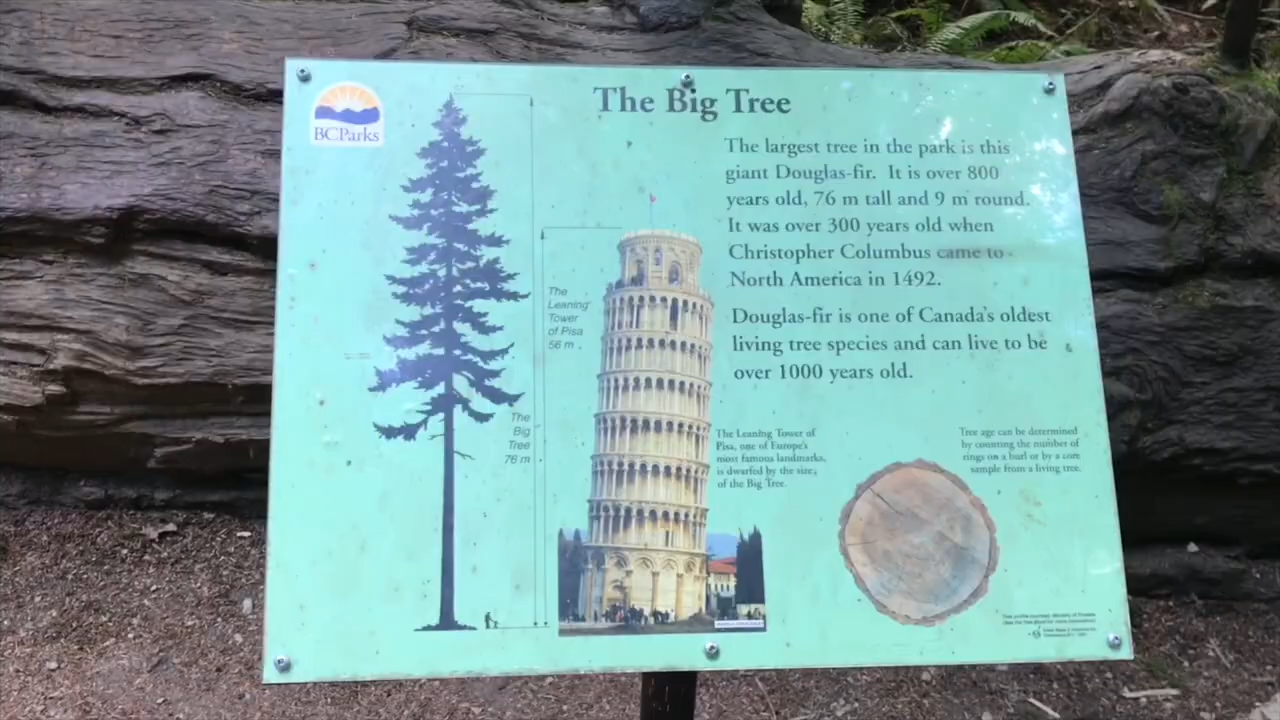 The Big Tree
BCParks
The largest tree in the park is this
giant Douglas-fir. It is over 800
years old, 76 m tall and 9 m round.
It was over 300 years old when
Christopher Columbus came to
North America in 1492.
Douglas-fir is one of Canada's oldest
living tree species and can live to be
over 1000 years old.
The
Leaning
Tower
of Pisa
56 m
The
Big
Tree
76 m
The Leaning Tower of
Pisa, one of Europe's
most famous landmarks,
is dwarfed by the size
of the Big Tree.
Tree age can be determined
by counting the number of
rings on a burl or by a core
sample from a living tree.